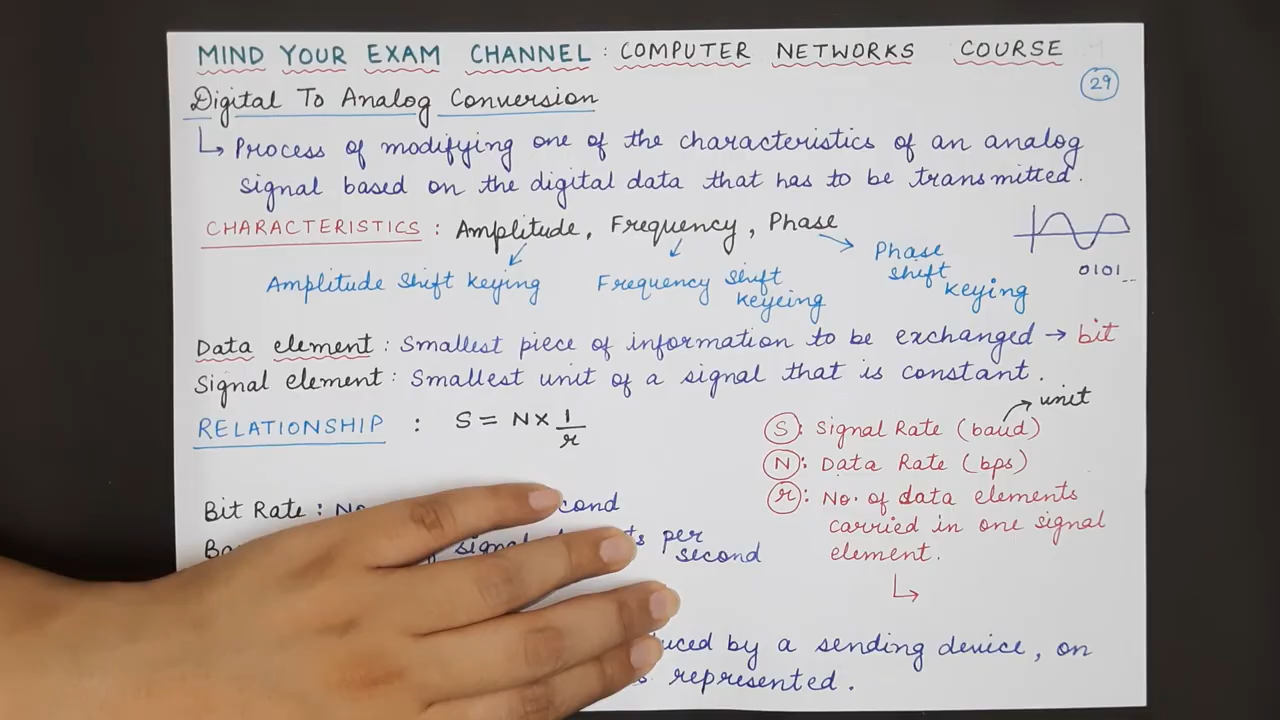 MIND YOUR EXAM CHANNEL : COMPUTER NETWORKS COURSE
29
Digital To Analog Conversion
Process of modifying one of the characteristics of an analog
signal based on the digital data that has to be transmitted.
CHARACTERISTICS : Amplitude, Frequency, Phase
Amplitude Shift Keying
Frequency Shift
Keyeing
Phase
Shift
Keying
0101--
Data element : Smallest piece of information to be exchanged → bit
Signal element : Smallest unit of a signal that is constant.
RELATIONSHIP : S = N × 1/r
unit
S : Signal Rate (baud)
N : Data Rate (bps)
r : No. of data elements
carried in one signal
element.
Bit Rate : No
signal per
second
duced by a sending device, on
represented.